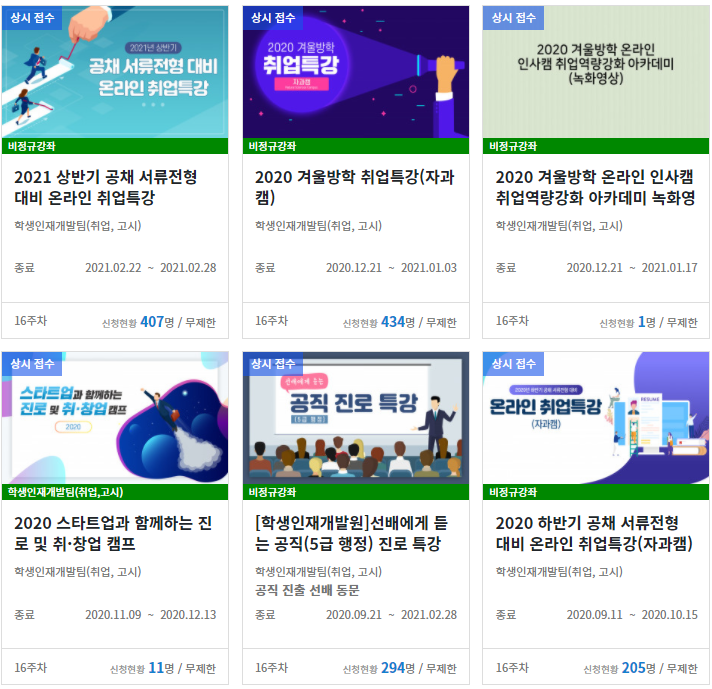 상시 접수
2021년 상반기
공채 서류전형 대비
온라인 취업특강
비정규강좌
2021 상반기 공채 서류전형
대비 온라인 취업특강
학생인재개발팀(취업, 고시)
종료 2021.02.22 ~ 2021.02.28
16주차 신청현황 407명 / 무제한
상시 접수
2020 겨울방학
취업특강
자과캠
비정규강좌
2020 겨울방학 취업특강(자과
캠)
학생인재개발팀(취업, 고시)
종료 2020.12.21 ~ 2021.01.03
16주차 신청현황 434명 / 무제한
상시 접수
2020 겨울방학 온라인
인사캠 취업역량강화 아카데미
(녹화영상)
비정규강좌
2020 겨울방학 온라인 인사캠
취업역량강화 아카데미 녹화영
학생인재개발팀(취업, 고시)
종료 2020.12.21 ~ 2021.01.17
16주차 신청현황 1명 / 무제한
상시 접수
스타트업과 함께하는
진로 및 취·창업 캠프
2020
학생인재개발팀(취업,고시)
2020 스타트업과 함께하는 진
로 및 취·창업 캠프
학생인재개발팀(취업, 고시)
종료 2020.11.09 ~ 2020.12.13
16주차 신청현황 11명 / 무제한
상시 접수
선배에게 듣는
공직 진로 특강
(5급 행정)
비정규강좌
[학생인재개발원]선배에게 듣
는 공직(5급 행정) 진로 특강
학생인재개발팀(취업, 고시)
공직 진출 선배 동문
종료 2020.09.21 ~ 2021.02.28
16주차 신청현황 294명 / 무제한
상시 접수
2020년 하반기 공채 서류전형 대비
온라인 취업특강
(자과캠)
RESUME
비정규강좌
2020 하반기 공채 서류전형
대비 온라인 취업특강(자과캠)
학생인재개발팀(취업, 고시)
종료 2020.09.11 ~ 2020.10.15
16주차 신청현황 205명 / 무제한